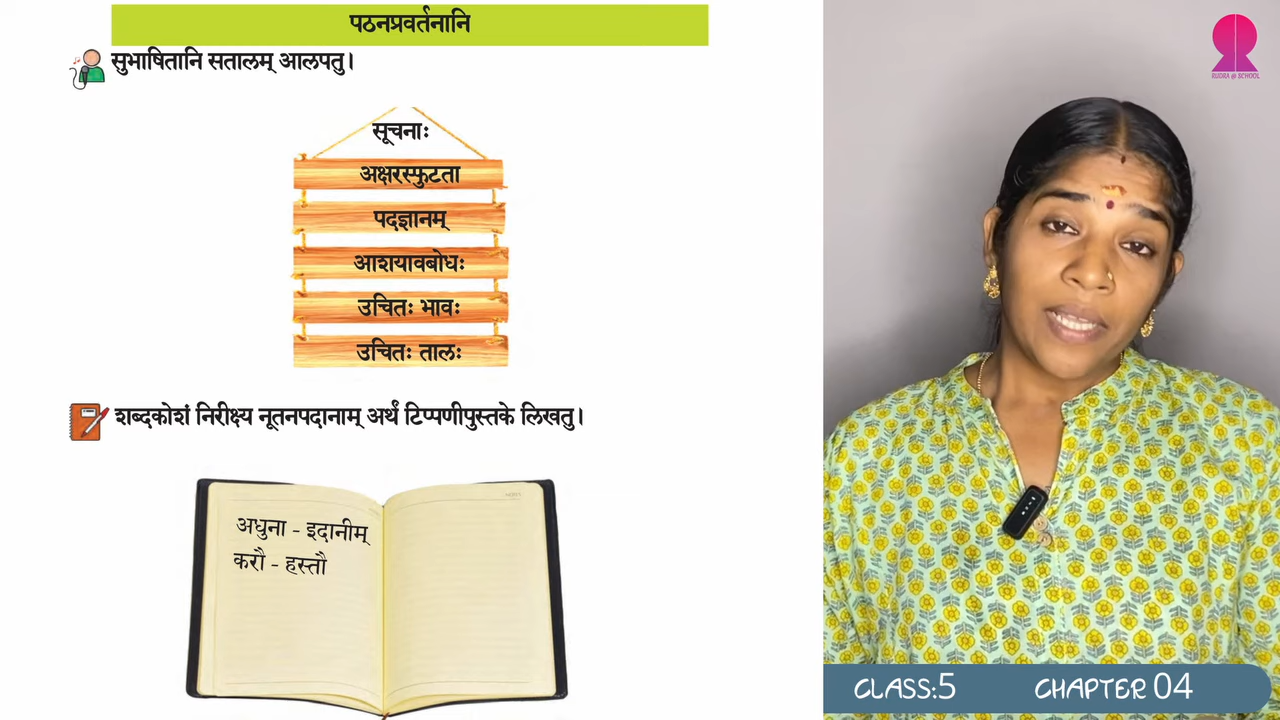 पठनप्रवर्तनानि
सुभाषितानि सतालम् आलपतु।
सूचनाः
अक्षरस्फुटता
पदज्ञानम्
आशयावबोधः
उचितः भावः
उचितः तालः
शब्दकोशं निरीक्ष्य नूतनपदानाम् अर्थं टिप्पणीपुस्तके लिखतु।
अधुना - इदानीम्
करौ - हस्तौ
RUDRA @ SCHOOL
CLASS:5 CHAPTER 04